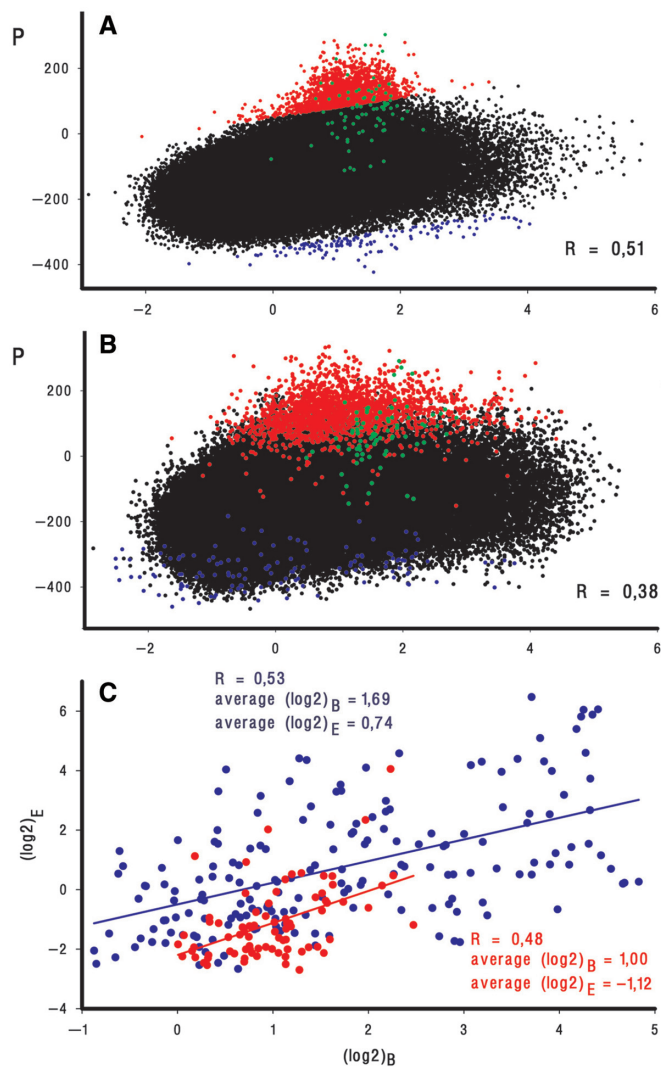 A
P
200
0
−200
−400
R = 0,51
−2
0
2
4
6
B
P
200
0
−200
−400
R = 0,38
−2
0
2
4
6
C
R = 0,53
average (log2)B = 1,69
average (log2)E = 0,74
6
4
2
0
−2
−4
(log2)E
R = 0,48
average (log2)B = 1,00
average (log2)E = −1,12
−1
0
1
2
3
4
5
(log2)B